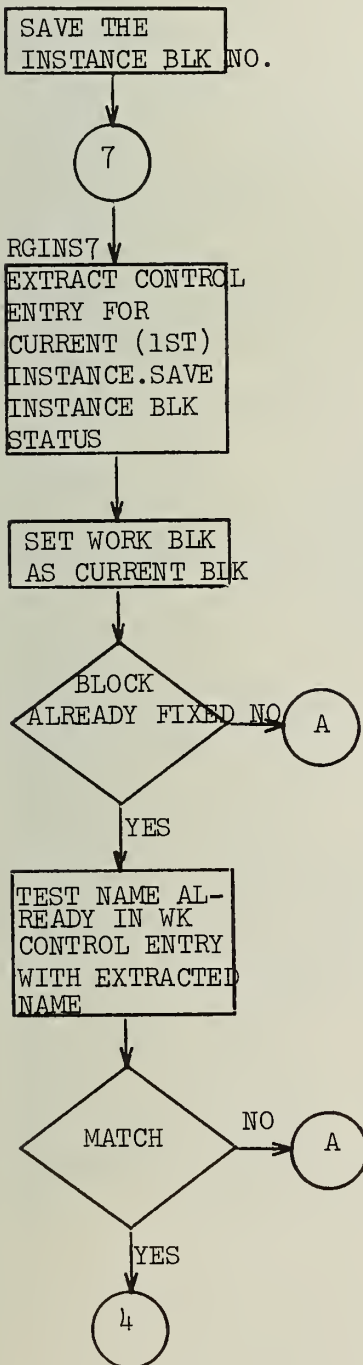 SAVE THE
INSTANCE BLK NO.
7
RGINS7
EXTRACT CONTROL
ENTRY FOR
CURRENT (1ST)
INSTANCE.SAVE
INSTANCE BLK
STATUS
SET WORK BLK
AS CURRENT BLK
BLOCK
ALREADY FIXED NO
A
YES
TEST NAME AL-
READY IN WK
CONTROL ENTRY
WITH EXTRACTED
NAME
MATCH
NO
A
YES
4